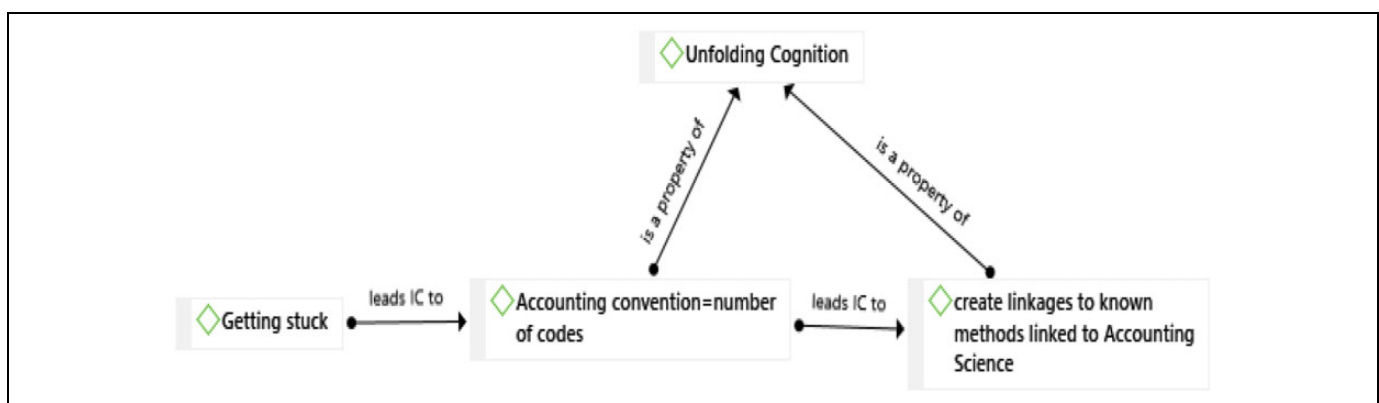 Unfolding Cognition
is a property of
is a property of
Getting stuck
leads IC to
Accounting convention=number
of codes
leads IC to
create linkages to known
methods linked to Accounting
Science